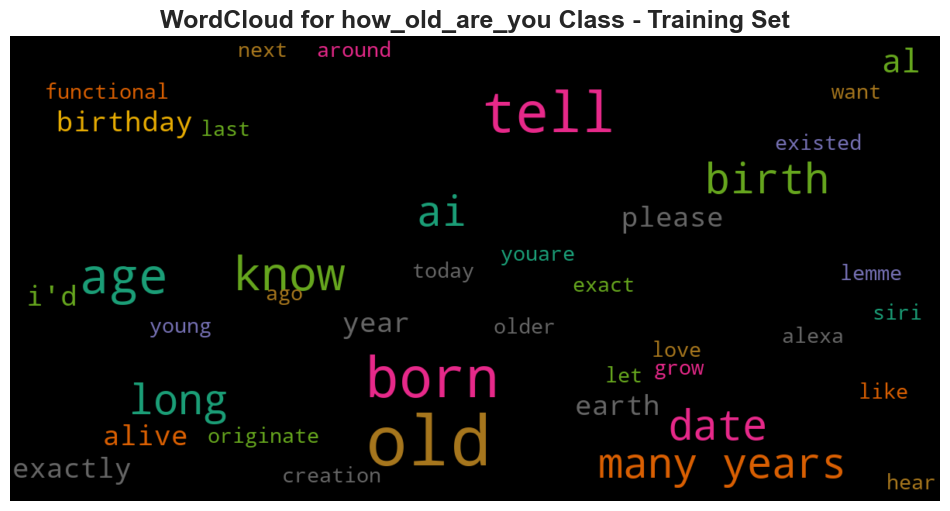 WordCloud for how_old_are_you Class - Training Set
next around
al
functional
want
tell
birthday
last
existed
birth
ai
please
youare
know
age
today
lemme
exact
i'd
ago
siri
year
young
older
alexa
love
born
grow
let
like
long
earth
old
date
alive
originate
many years
exactly
creation
hear